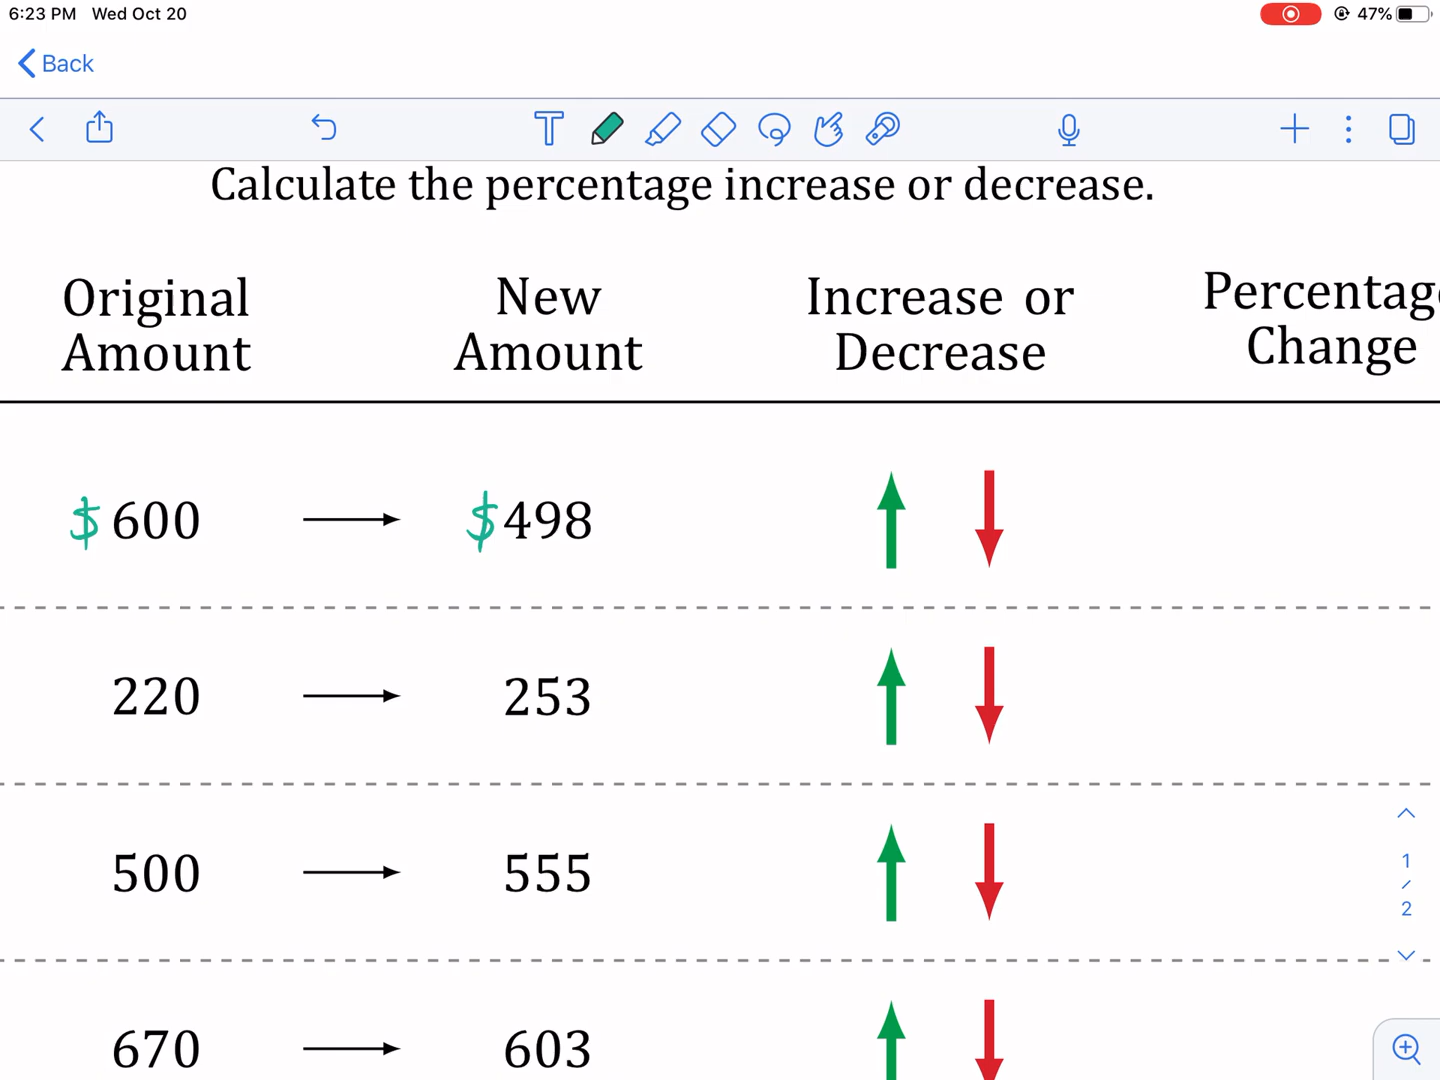 6:23 PM Wed Oct 20
47%
Back
Calculate the percentage increase or decrease.
Original Amount
New Amount
Increase or Decrease
Percentag Change
$600
$498
220
253
500
555
670
603
1
/
2